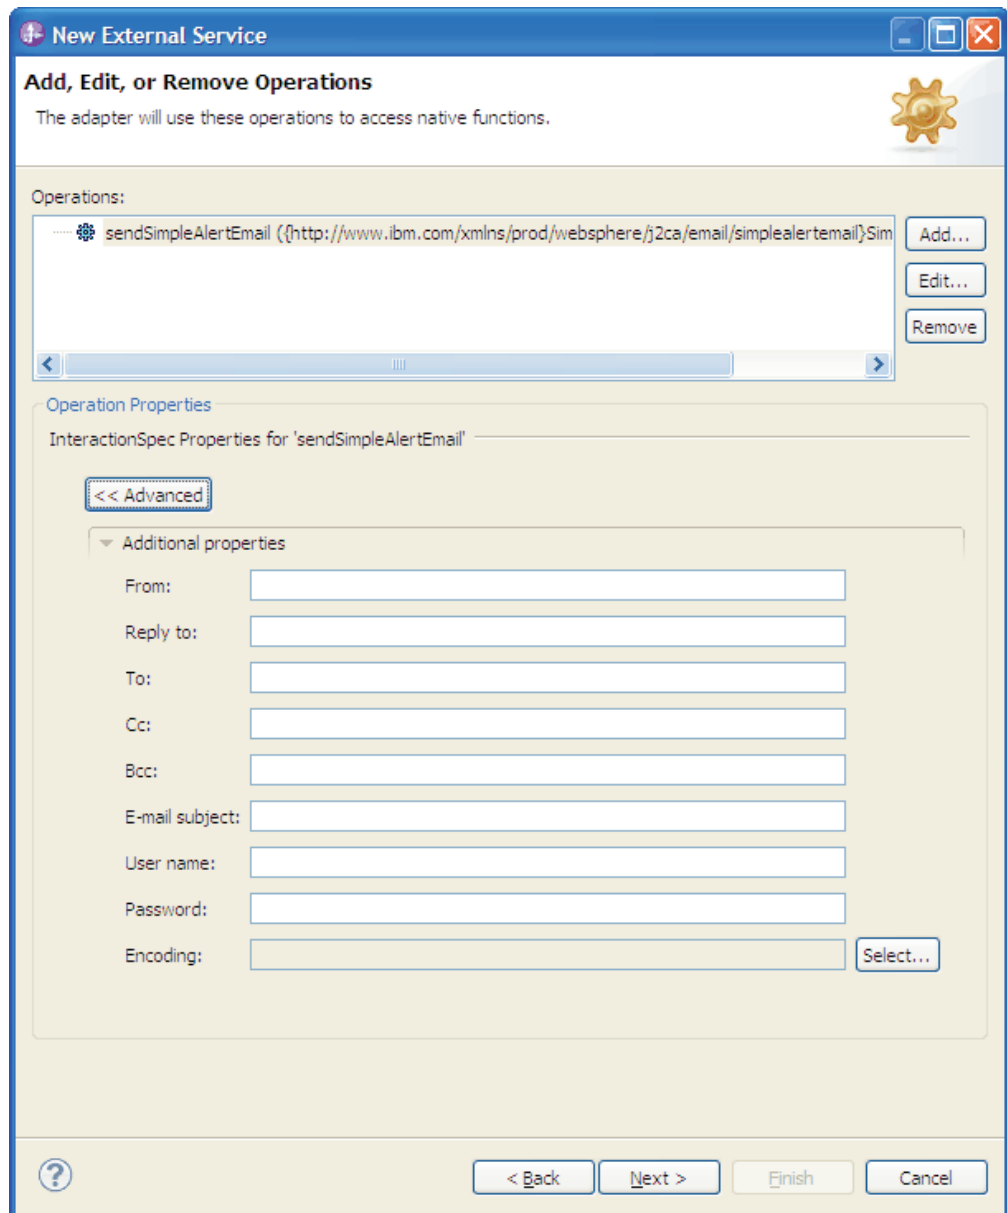 New External Service
Add, Edit, or Remove Operations
The adapter will use these operations to access native functions.
Operations:
sendSimpleAlertEmail ({http://www.ibm.com/xmlns/prod/websphere/j2ca/email/simplealertemail}Sim
Add...
Edit...
Remove
Operation Properties
InteractionSpec Properties for 'sendSimpleAlertEmail'
<< Advanced
Additional properties
From:
Reply to:
To:
Cc:
Bcc:
E-mail subject:
User name:
Password:
Encoding:
Select...
?
< Back
Next >
Finish
Cancel